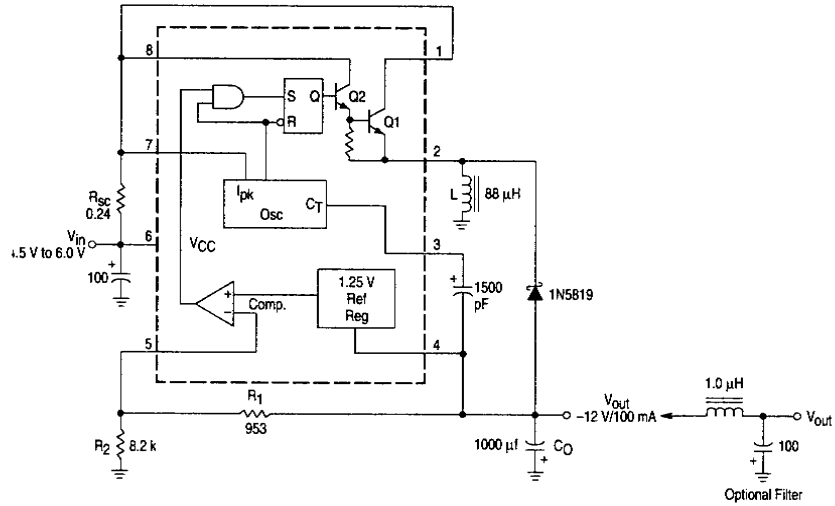 8
1
S Q
Q2
R
Q1
7
2
Rsc
0.24
Ipk
CT
Osc
L
88 µH
Vin
.5 V to 6.0 V
6
VCC
3
100
+
1.25 V
Ref
Reg
+
1500
pF
1N5819
+
−
Comp.
5
4
R1
953
Vout
−12 V/100 mA
1.0 µH
Vout
R2
8.2 k
1000 µf
CO
+
100
+
Optional Filter